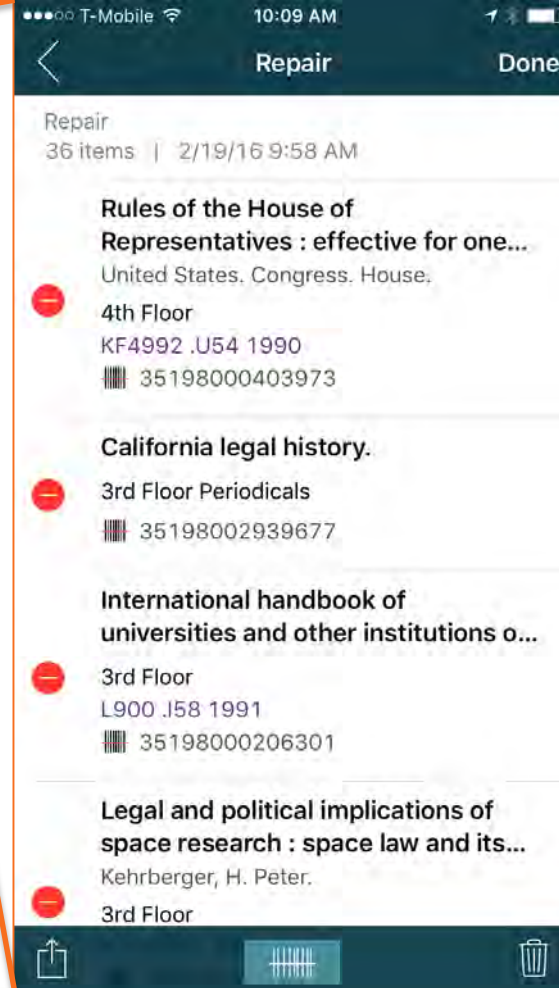 T-Mobile 10:09 AM
Repair Done
Repair
36 items | 2/19/16 9:58 AM
Rules of the House of
Representatives : effective for one...
United States. Congress. House.
4th Floor
KF4992 .U54 1990
35198000403973
California legal history.
3rd Floor Periodicals
35198002939677
International handbook of
universities and other institutions o...
3rd Floor
L900 .I58 1991
35198000206301
Legal and political implications of
space research : space law and its...
Kehrberger, H. Peter.
3rd Floor